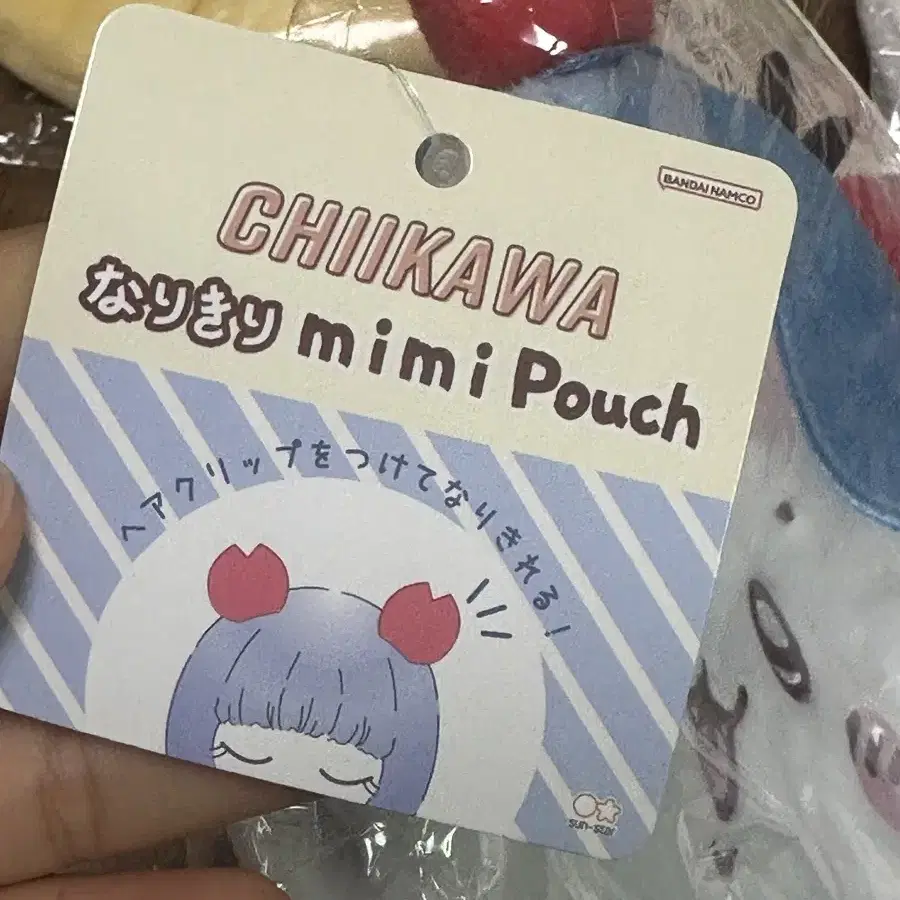 BANDAI NAMCO
CHIIKAWA
なりきり mimi Pouch
ヘアクリップをつけてなりきれる!
sun-star